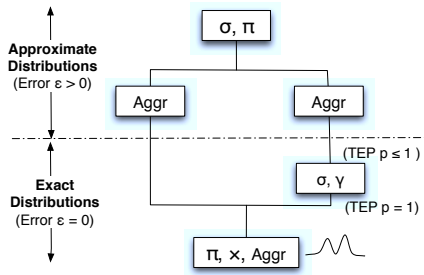 σ, π
Approximate
Distributions
(Error ε > 0)
Aggr
Aggr
(TEP p ≤ 1 )
Exact
Distributions
(Error ε = 0)
σ, γ
(TEP p = 1)
π, ×, Aggr